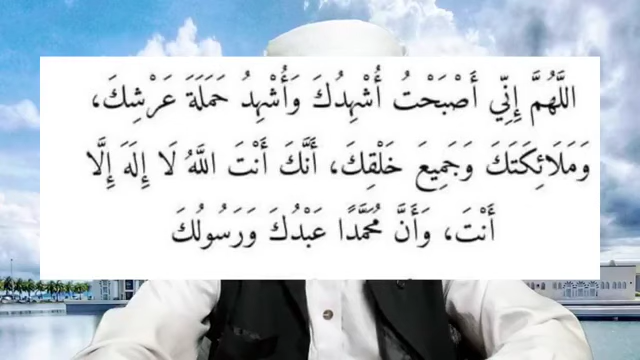 اللَّهُمَّ إِنِّي أَصْبَحْتُ أُشْهِدُكَ وَأُشْهِدُ حَمَلَةَ عَرْشِكَ،
وَمَلَائِكَتَكَ وَجَمِيعَ خَلْقِكَ، أَنَّكَ أَنْتَ اللَّهُ لَا إِلَهَ إِلَّا
أَنْتَ، وَأَنَّ مُحَمَّدًا عَبْدُكَ وَرَسُولُكَ